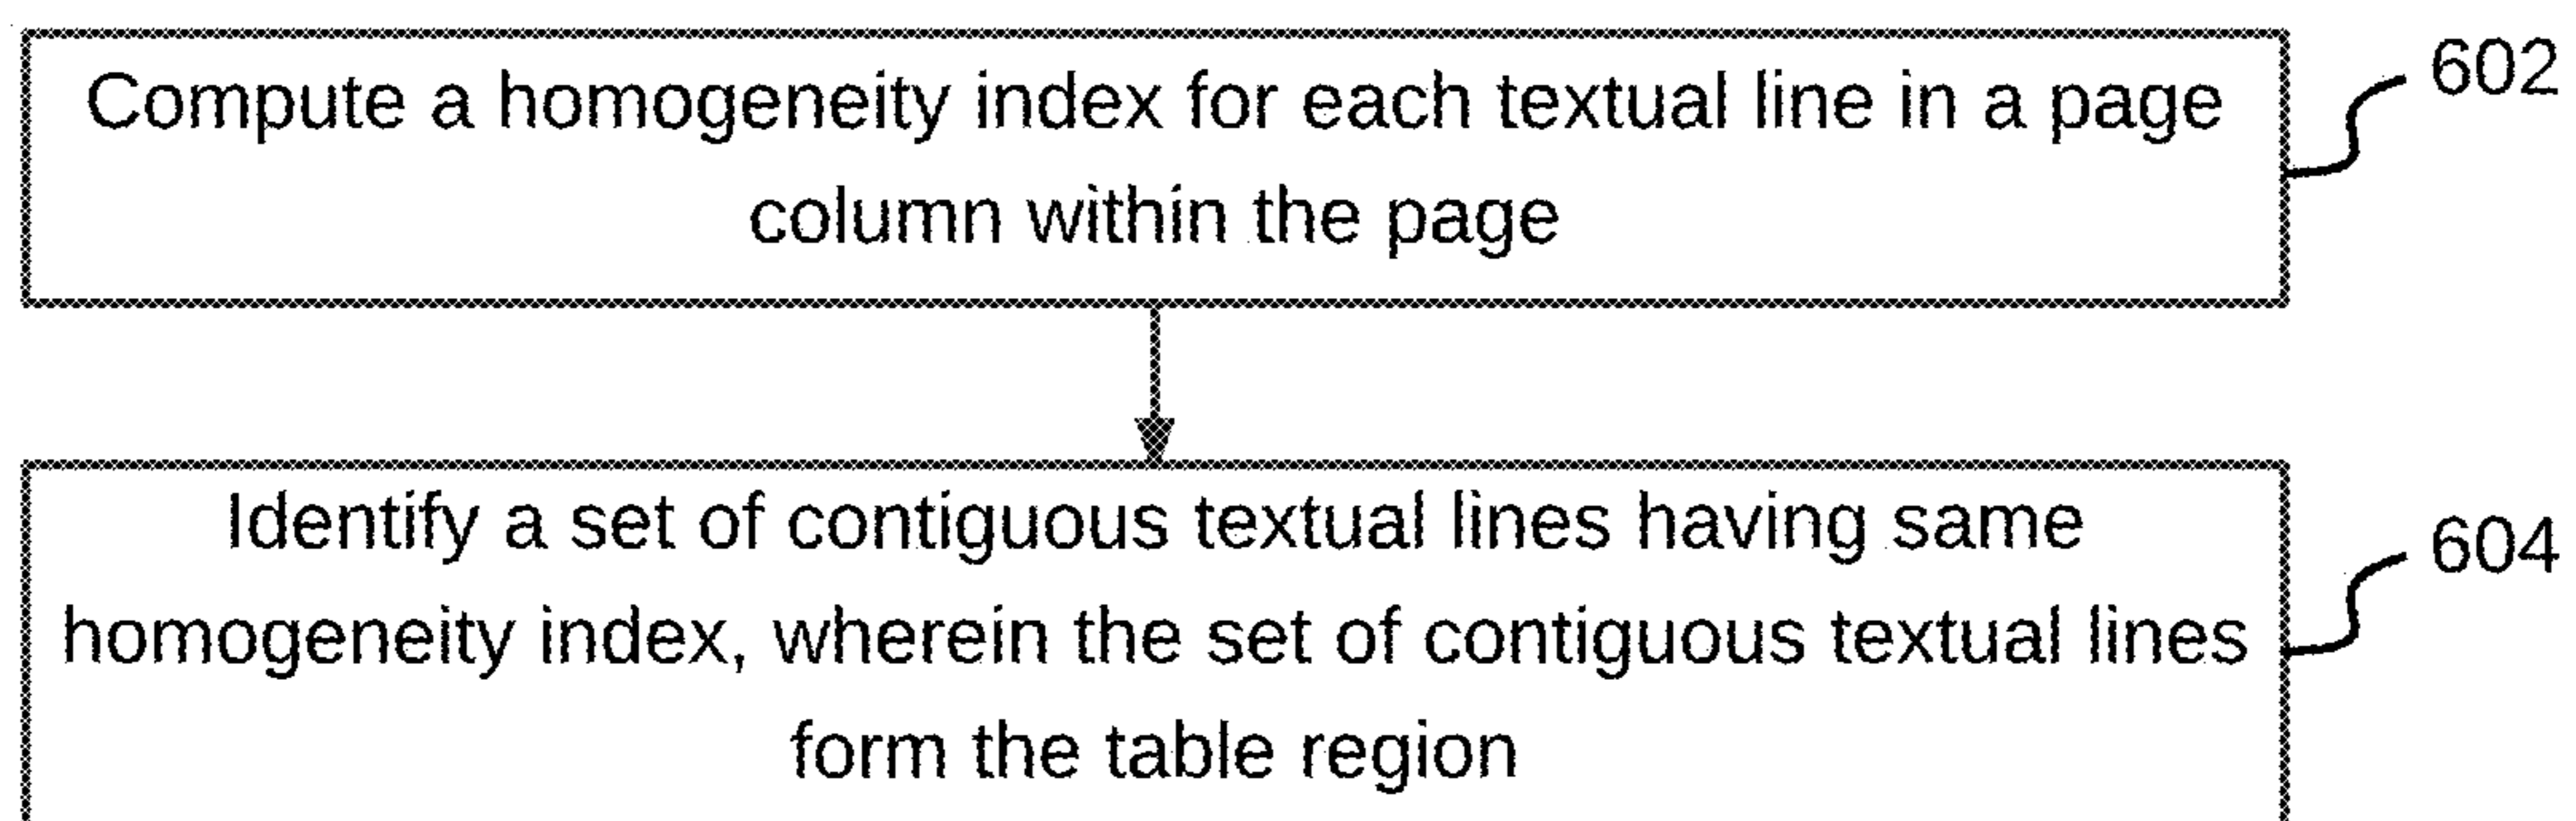 602
Compute a homogeneity index for each textual line in a page
column within the page
Identify a set of contiguous textual lines having same
604
homogeneity index, wherein the set of contiguous textual lines
form the table region